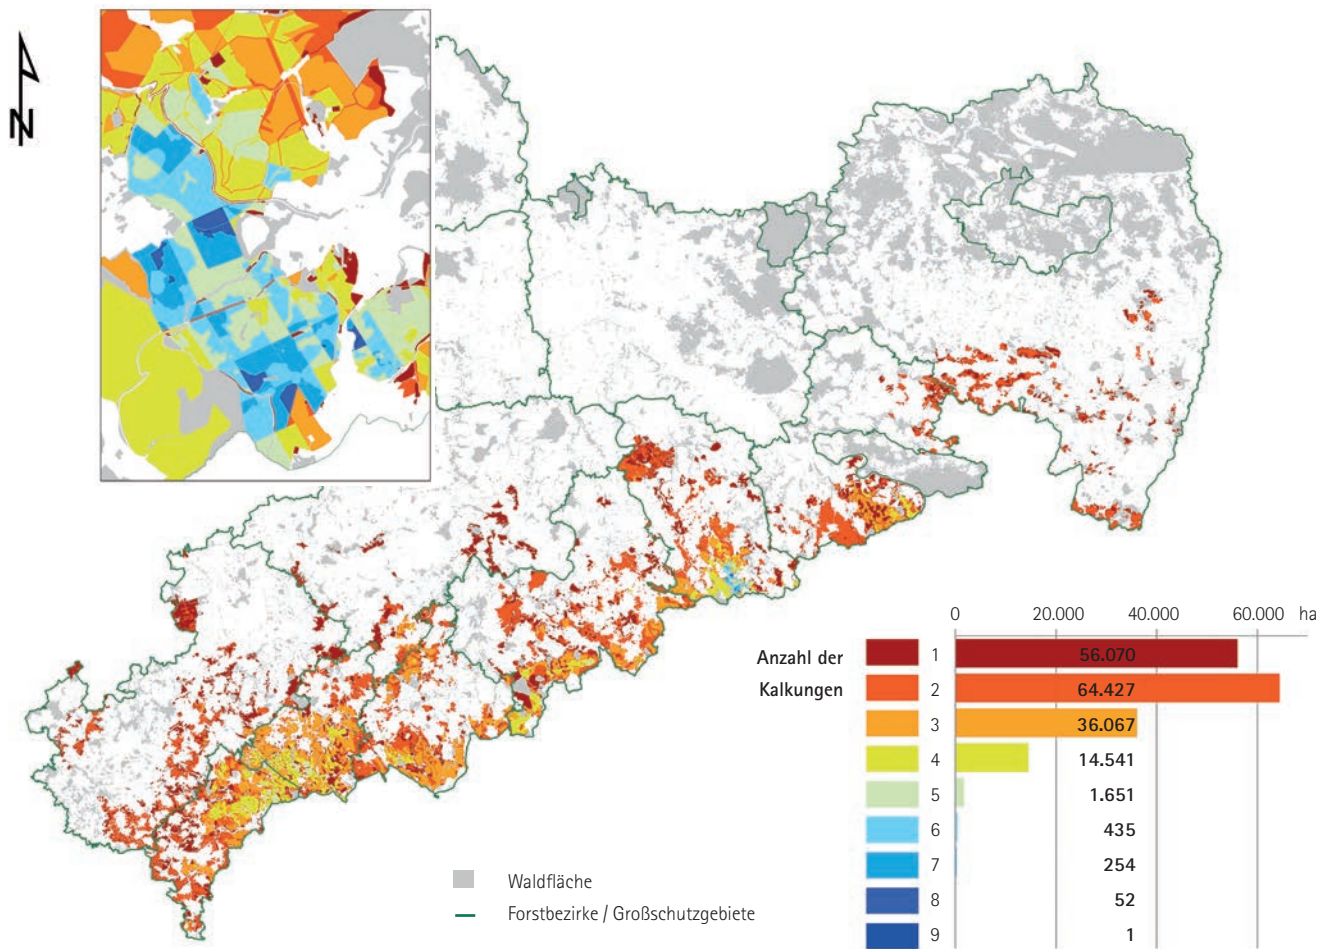 N
0 20.000 40.000 60.000 ha
Anzahl der
Kalkungen
1 56.070
2 64.427
3 36.067
4 14.541
5 1.651
6 435
7 254
8 52
9 1
Waldfläche
Forstbezirke / Großschutzgebiete